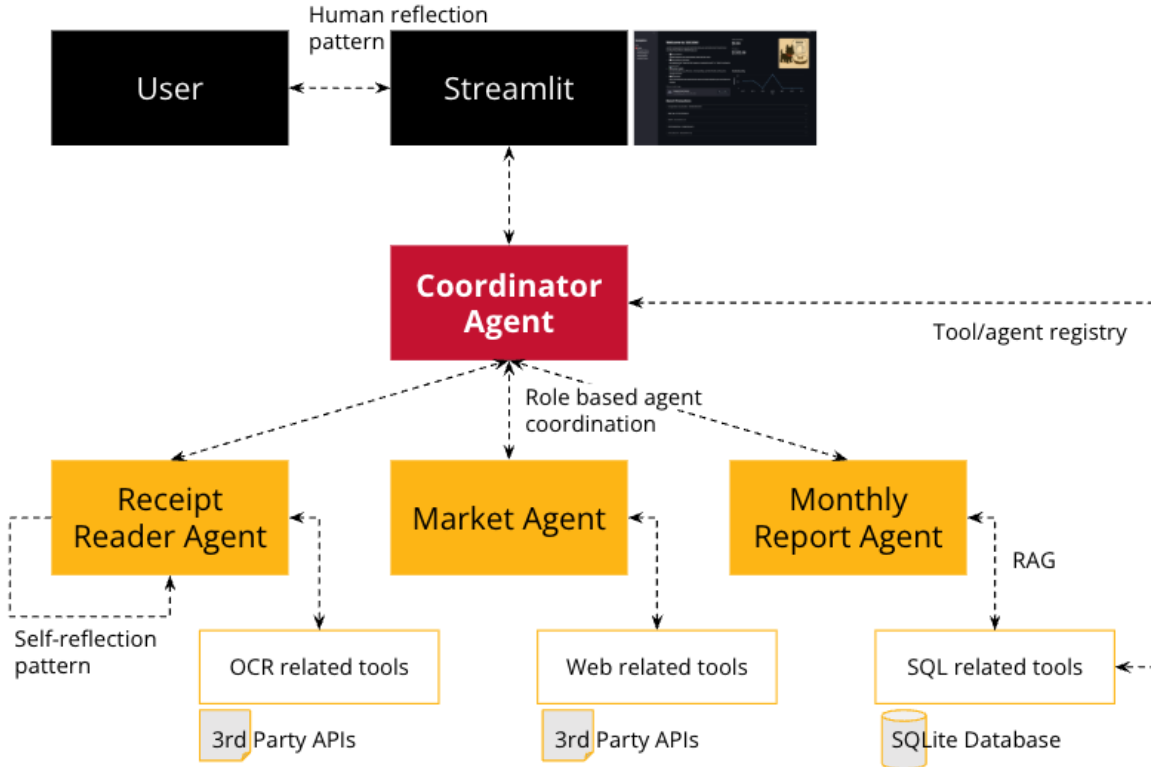 Human reflection
pattern
User
Streamlit
Coordinator
Agent
Tool/agent registry
Role based agent
coordination
Receipt
Reader Agent
Market Agent
Monthly
Report Agent
RAG
Self-reflection
pattern
OCR related tools
Web related tools
SQL related tools
3rd Party APIs
3rd Party APIs
SQLite Database